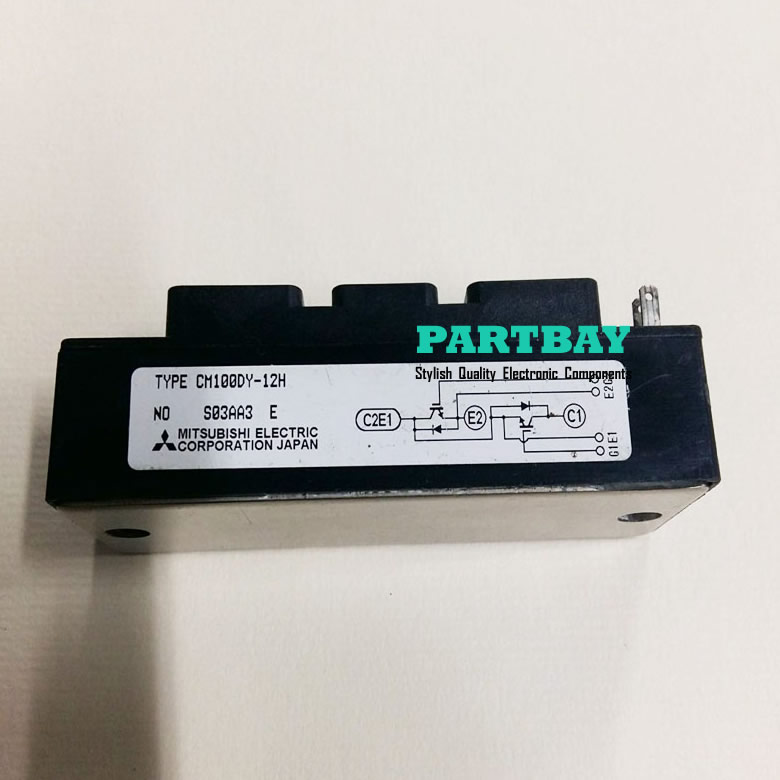 PARTBAY
Stylish Quality Electronic Components
TYPE CM100DY-12H
NO S03AA3 E
MITSUBISHI ELECTRIC
CORPORATION JAPAN
C2E1
E2
C1
G1E1